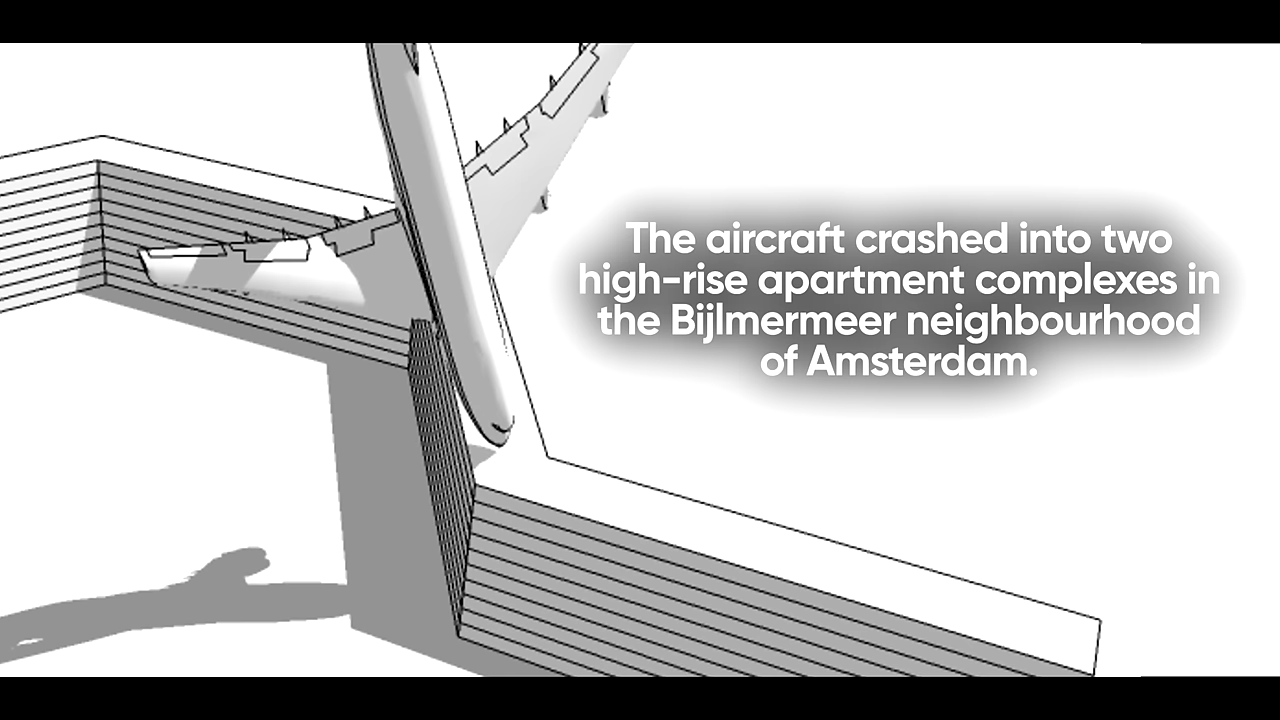 The aircraft crashed into two
high-rise apartment complexes in
the Bijlmermeer neighbourhood
of Amsterdam.